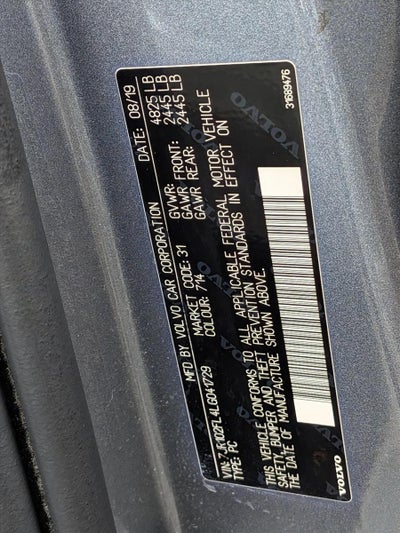 MFD BY VOLVO CAR CORPORATION DATE: 08/19
MARKET CODE: 31 GVWR: 4825 LB
COLOUR: 714 GAWR FRONT: 2445 LB
GAWR REAR: 2445 LB
VIN: 7JR102FL4LG041729
TYPE: PC
THIS VEHICLE CONFORMS TO ALL APPLICABLE FEDERAL MOTOR VEHICLE
SAFETY, BUMPER AND THEFT PREVENTION STANDARDS IN EFFECT ON
THE DATE OF MANUFACTURE SHOWN ABOVE.
VOLVO
31689476